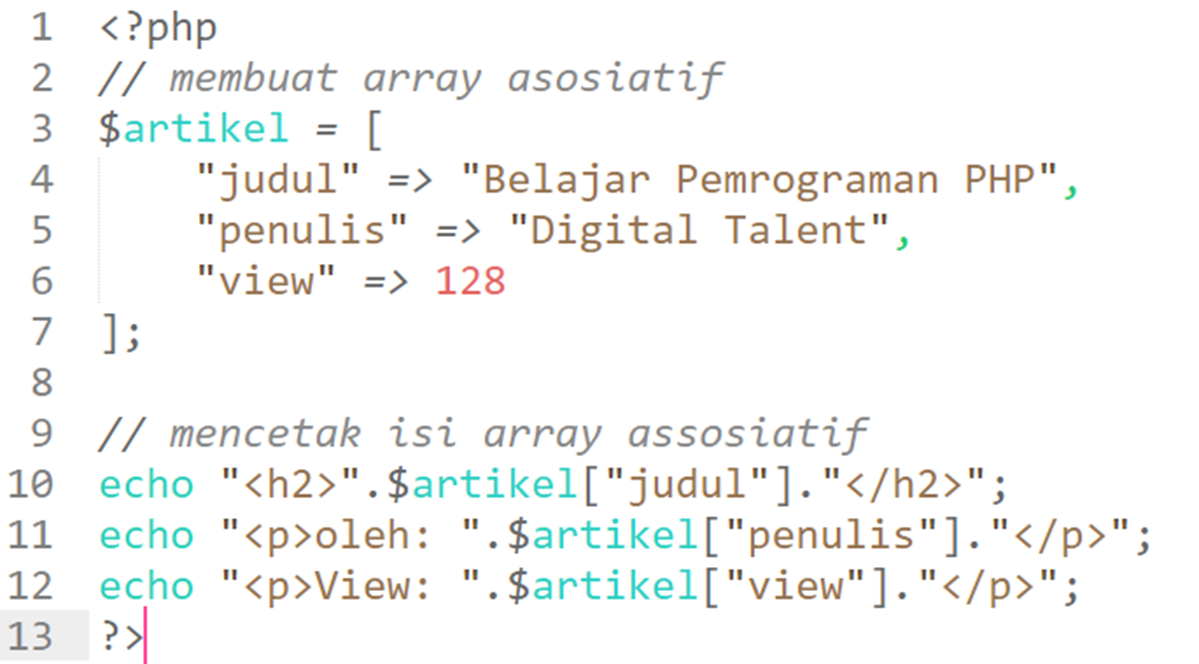 1 <?php
2 // membuat array asosiatif
3 $artikel = [
4     "judul" => "Belajar Pemrograman PHP",
5     "penulis" => "Digital Talent",
6     "view" => 128
7 ];
8
9 // mencetak isi array assosiatif
10 echo "<h2>".$artikel["judul"]."</h2>";
11 echo "<p>oleh: ".$artikel["penulis"]."</p>";
12 echo "<p>View: ".$artikel["view"]."</p>";
13 ?>